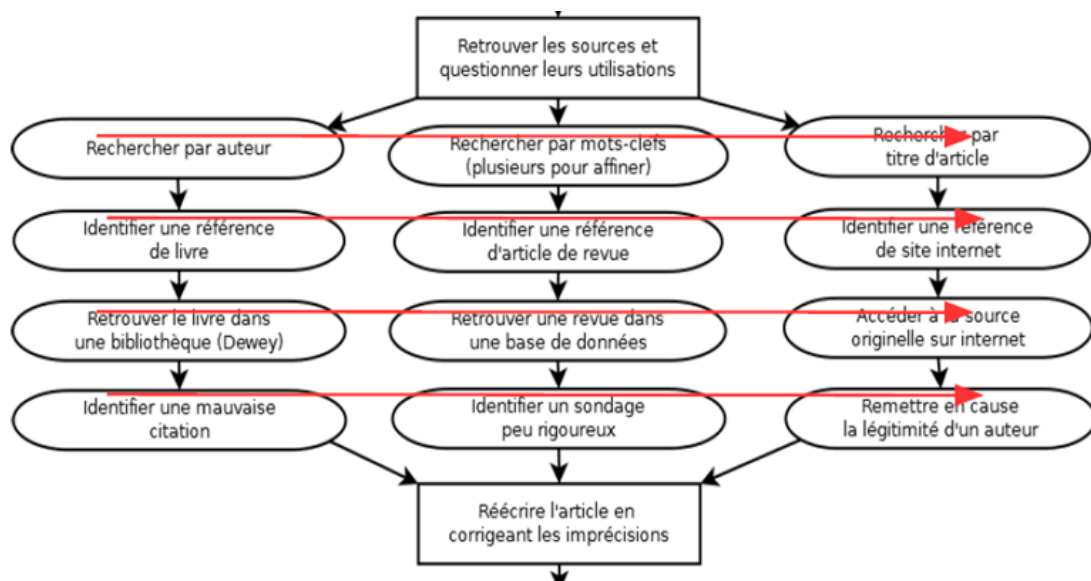 Retrouver les sources et
questionner leurs utilisations
Rechercher par auteur
Rechercher par mots-clefs
(plusieurs pour affiner)
Rechercher par
titre d'article
Identifier une référence
de livre
Identifier une référence
d'article de revue
Identifier une référence
de site internet
Retrouver le livre dans
une bibliothèque (Dewey)
Retrouver une revue dans
une base de données
Accéder à la source
originelle sur internet
Identifier une mauvaise
citation
Identifier un sondage
peu rigoureux
Remettre en cause
la légitimité d'un auteur
Réécrire l'article en
corrigeant les imprécisions